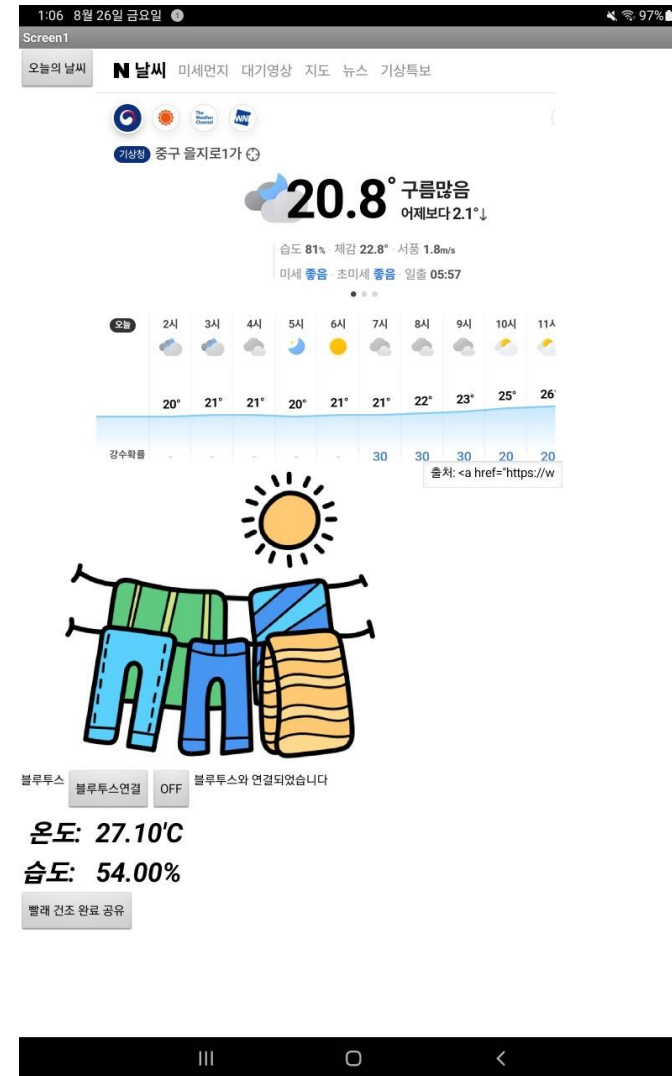 1:06 8월 26일 금요일 1 97%
Screen1
오늘의 날씨
N 날씨 미세먼지 대기영상 지도 뉴스 기상특보
The Weather Channel WNI
기상청 중구 을지로1가
20.8° 구름많음
어제보다 2.1°↓
습도 81% 체감 22.8° 서풍 1.8m/s
미세 좋음 초미세 좋음 일출 05:57
오늘 2시 3시 4시 5시 6시 7시 8시 9시 10시 11시
20° 21° 21° 20° 21° 21° 22° 23° 25° 26°
강수확률 - - - - - 30 30 30 20 20
출처: <a href="https://w
블루투스 블루투스연결 OFF 블루투스와 연결되었습니다
온도: 27.10'C
습도: 54.00%
빨래 건조 완료 공유